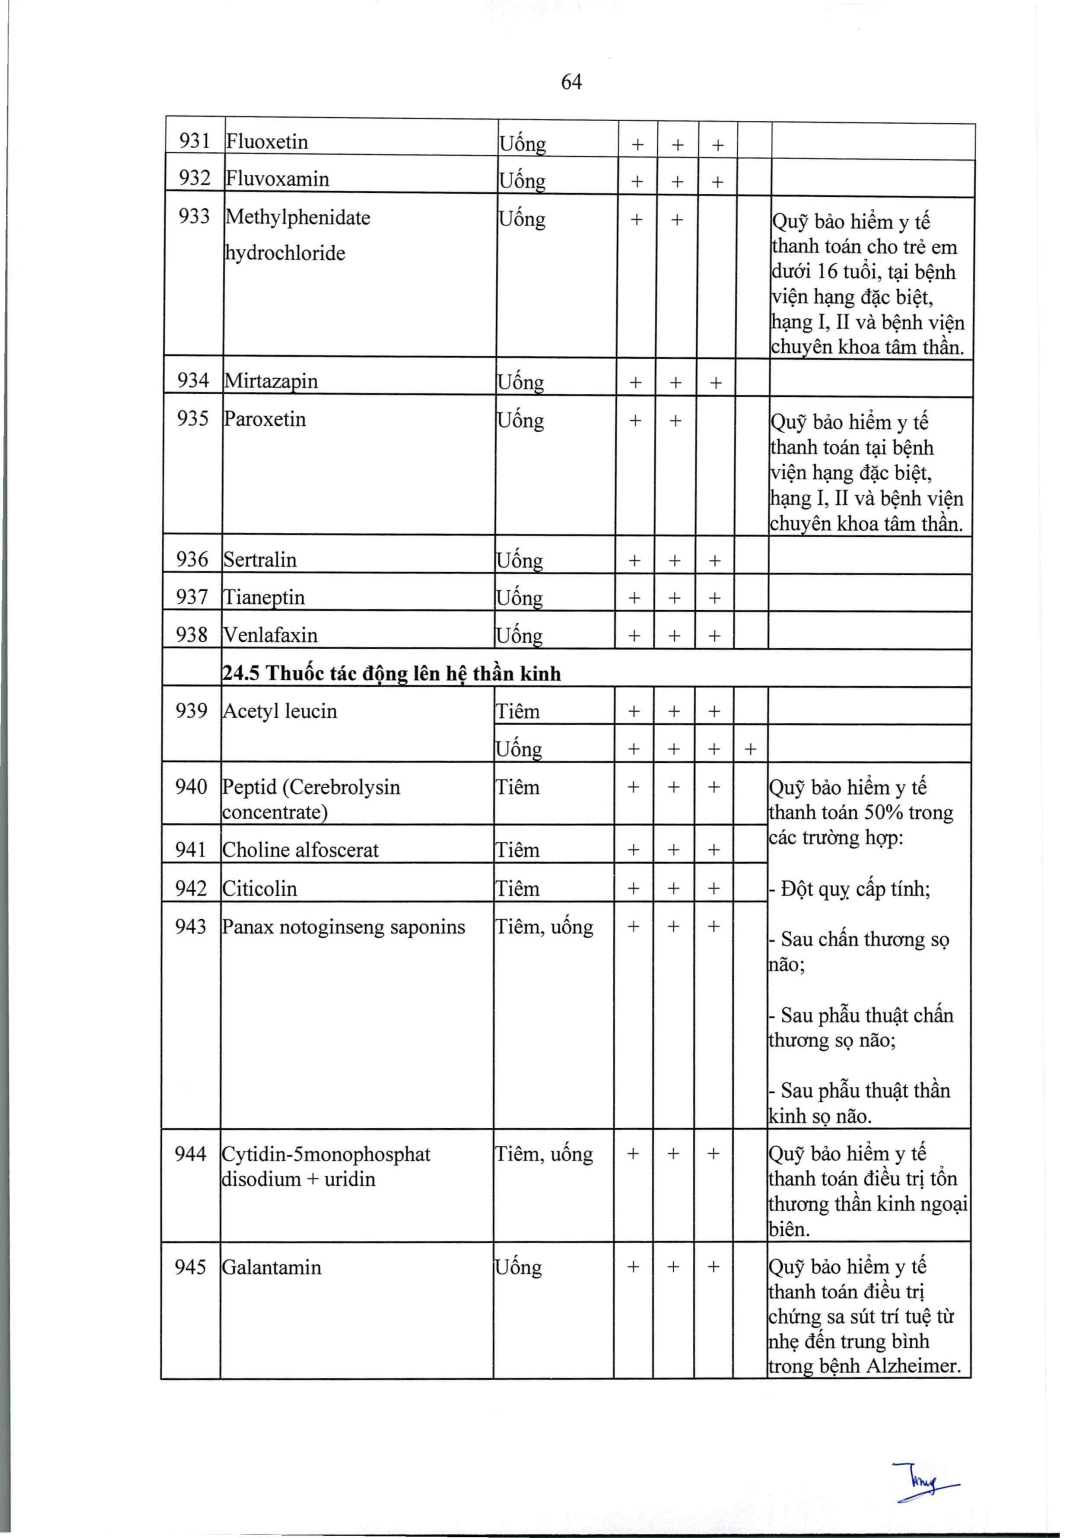 64
931 Fluoxetin Uống + + +
932 Fluvoxamin Uống + + +
933 Methylphenidate Uống + + Quỹ bảo hiểm y tế
hydrochloride thanh toán cho trẻ em
dưới 16 tuổi, tại bệnh
viện hạng đặc biệt,
hạng I, II và bệnh viện
chuyên khoa tâm thần.
934 Mirtazapin Uống + + +
935 Paroxetin Uống + + Quỹ bảo hiểm y tế
thanh toán tại bệnh
viện hạng đặc biệt,
hạng I, II và bệnh viện
chuyên khoa tâm thần.
936 Sertralin Uống + + +
937 Tianeptin Uống + + +
938 Venlafaxin Uống + + +
24.5 Thuốc tác động lên hệ thần kinh
939 Acetyl leucin Tiêm + + +
Uống + + + +
940 Peptid (Cerebrolysin Tiêm + + + Quỹ bảo hiểm y tế
concentrate) thanh toán 50% trong
các trường hợp:
941 Choline alfoscerat Tiêm + + +
942 Citicolin Tiêm + + + - Đột quỵ cấp tính;
943 Panax notoginseng saponins Tiêm, uống + + +
- Sau chấn thương sọ
não;
- Sau phẫu thuật chấn
thương sọ não;
- Sau phẫu thuật thần
kinh sọ não.
944 Cytidin-5monophosphat Tiêm, uống + + + Quỹ bảo hiểm y tế
disodium + uridin thanh toán điều trị tổn
thương thần kinh ngoại
biên.
945 Galantamin Uống + + + Quỹ bảo hiểm y tế
thanh toán điều trị
chứng sa sút trí tuệ từ
nhẹ đến trung bình
trong bệnh Alzheimer.